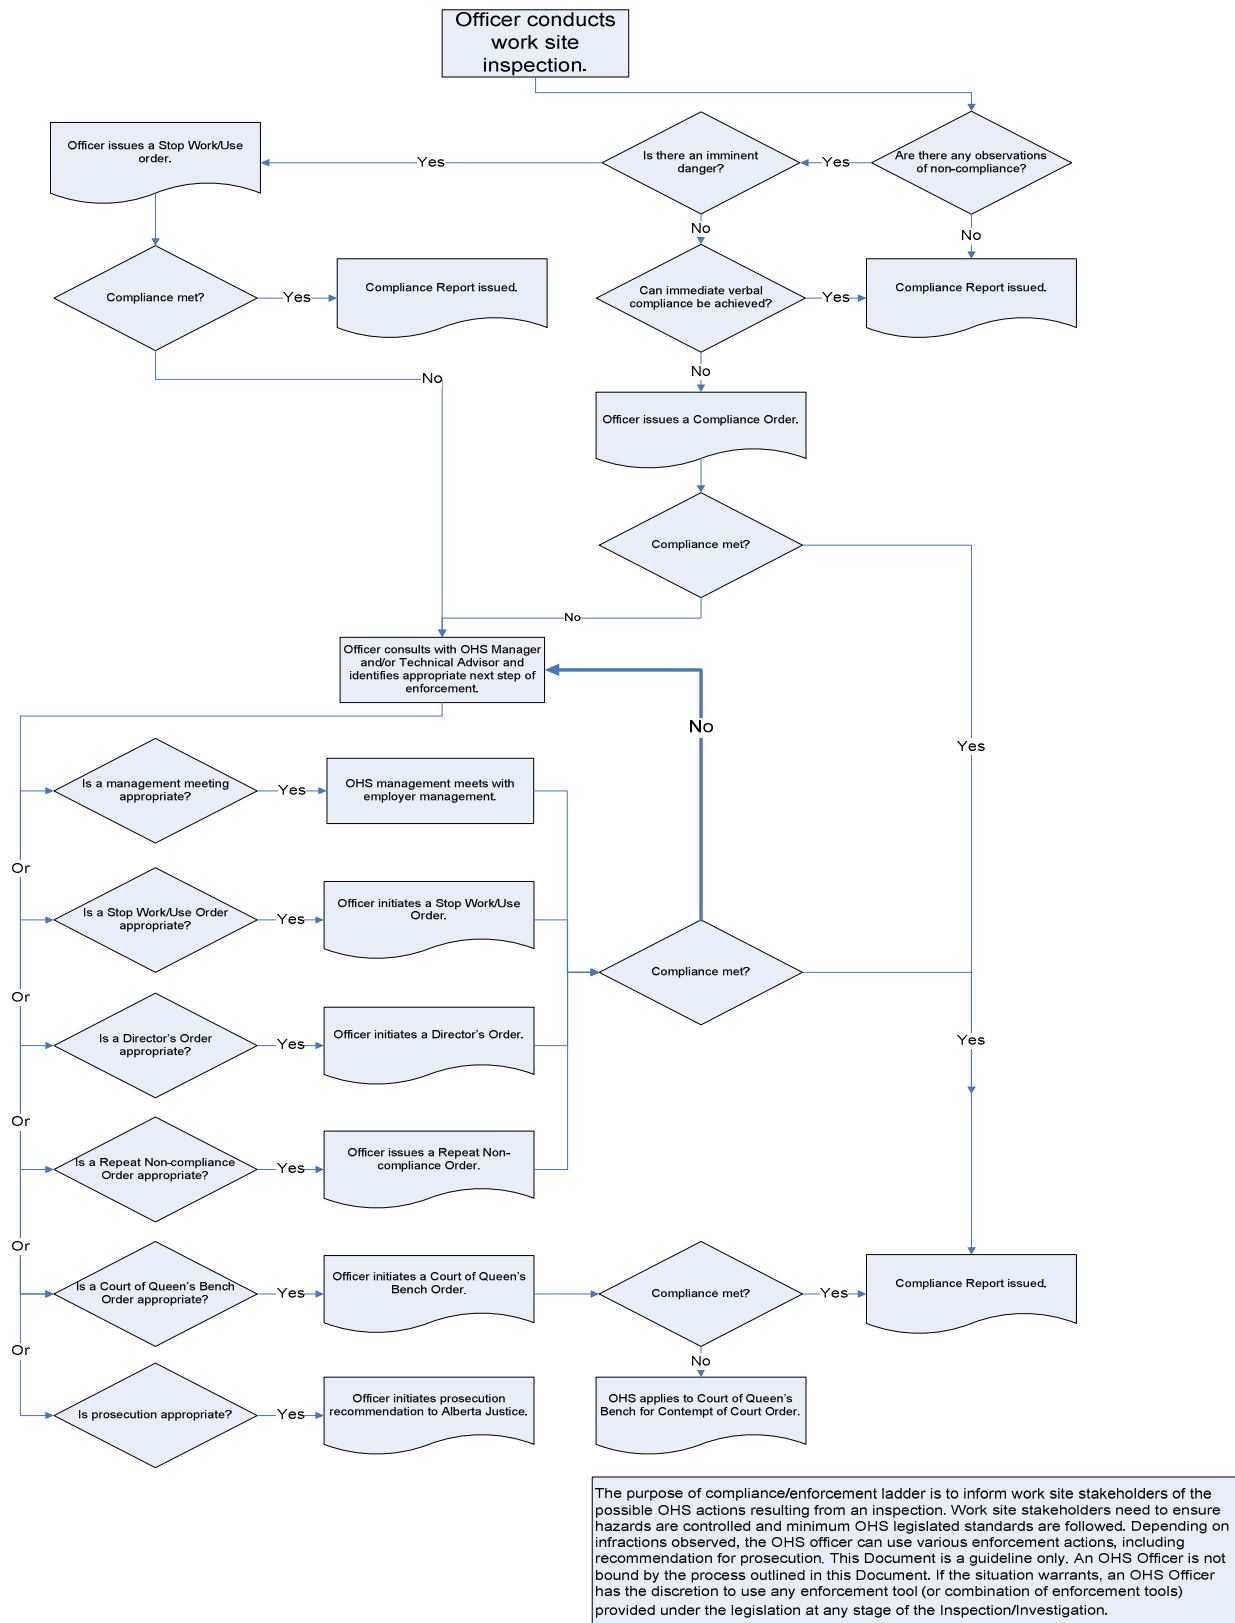 Officer conducts
work site
inspection.
Officer issues a Stop Work/Use
order.
Yes
Is there an imminent
danger?
Yes
Are there any observations
of non-compliance?
No
No
Compliance met?
Yes
Compliance Report issued.
Can immediate verbal
compliance be achieved?
Yes
Compliance Report issued.
No
No
Officer issues a Compliance Order.
Compliance met?
No
Officer consults with OHS Manager
and/or Technical Advisor and
identifies appropriate next step of
enforcement.
No
Yes
Is a management meeting
appropriate?
Yes
OHS management meets with
employer management.
Or
Is a Stop Work/Use Order
appropriate?
Yes
Officer initiates a Stop Work/Use
Order.
Compliance met?
Or
Is a Director's Order
appropriate?
Yes
Officer initiates a Director's Order.
Yes
Or
Is a Repeat Non-compliance
Order appropriate?
Yes
Officer issues a Repeat Non-
compliance Order.
Or
Is a Court of Queen's Bench
Order appropriate?
Yes
Officer initiates a Court of Queen's
Bench Order.
Compliance met?
Yes
Compliance Report issued.
Or
No
Is prosecution appropriate?
Yes
Officer initiates prosecution
recommendation to Alberta Justice.
OHS applies to Court of Queen's
Bench for Contempt of Court Order.
The purpose of compliance/enforcement ladder is to inform work site stakeholders of the
possible OHS actions resulting from an inspection. Work site stakeholders need to ensure
hazards are controlled and minimum OHS legislated standards are followed. Depending on
infractions observed, the OHS officer can use various enforcement actions, including
recommendation for prosecution. This Document is a guideline only. An OHS Officer is not
bound by the process outlined in this Document. If the situation warrants, an OHS Officer
has the discretion to use any enforcement tool (or combination of enforcement tools)
provided under the legislation at any stage of the Inspection/Investigation.